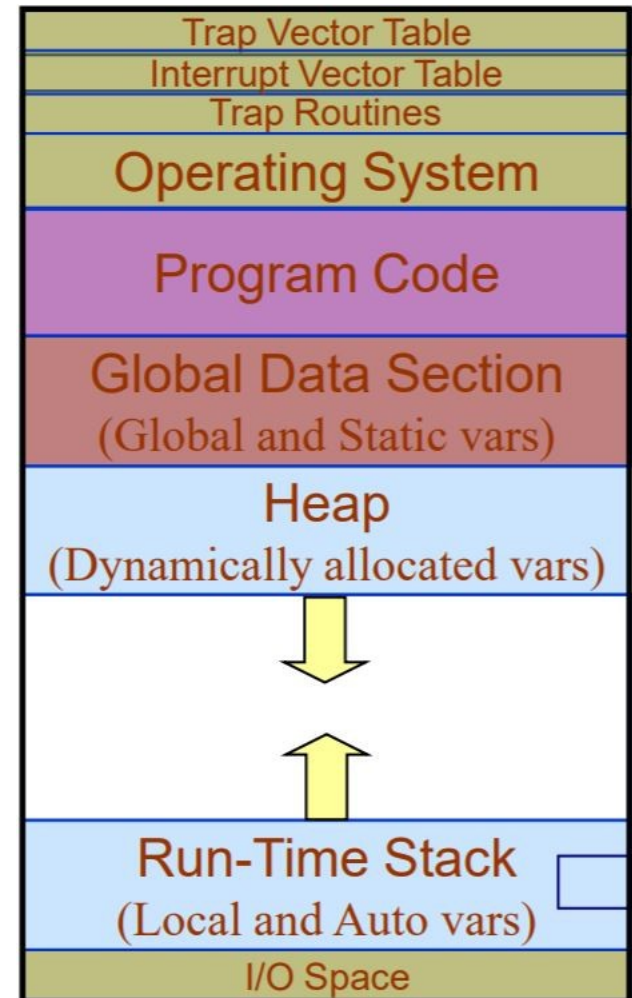 Trap Vector Table
Interrupt Vector Table
Trap Routines
Operating System
Program Code
Global Data Section
(Global and Static vars)
Heap
(Dynamically allocated vars)
Run-Time Stack
(Local and Auto vars)
I/O Space